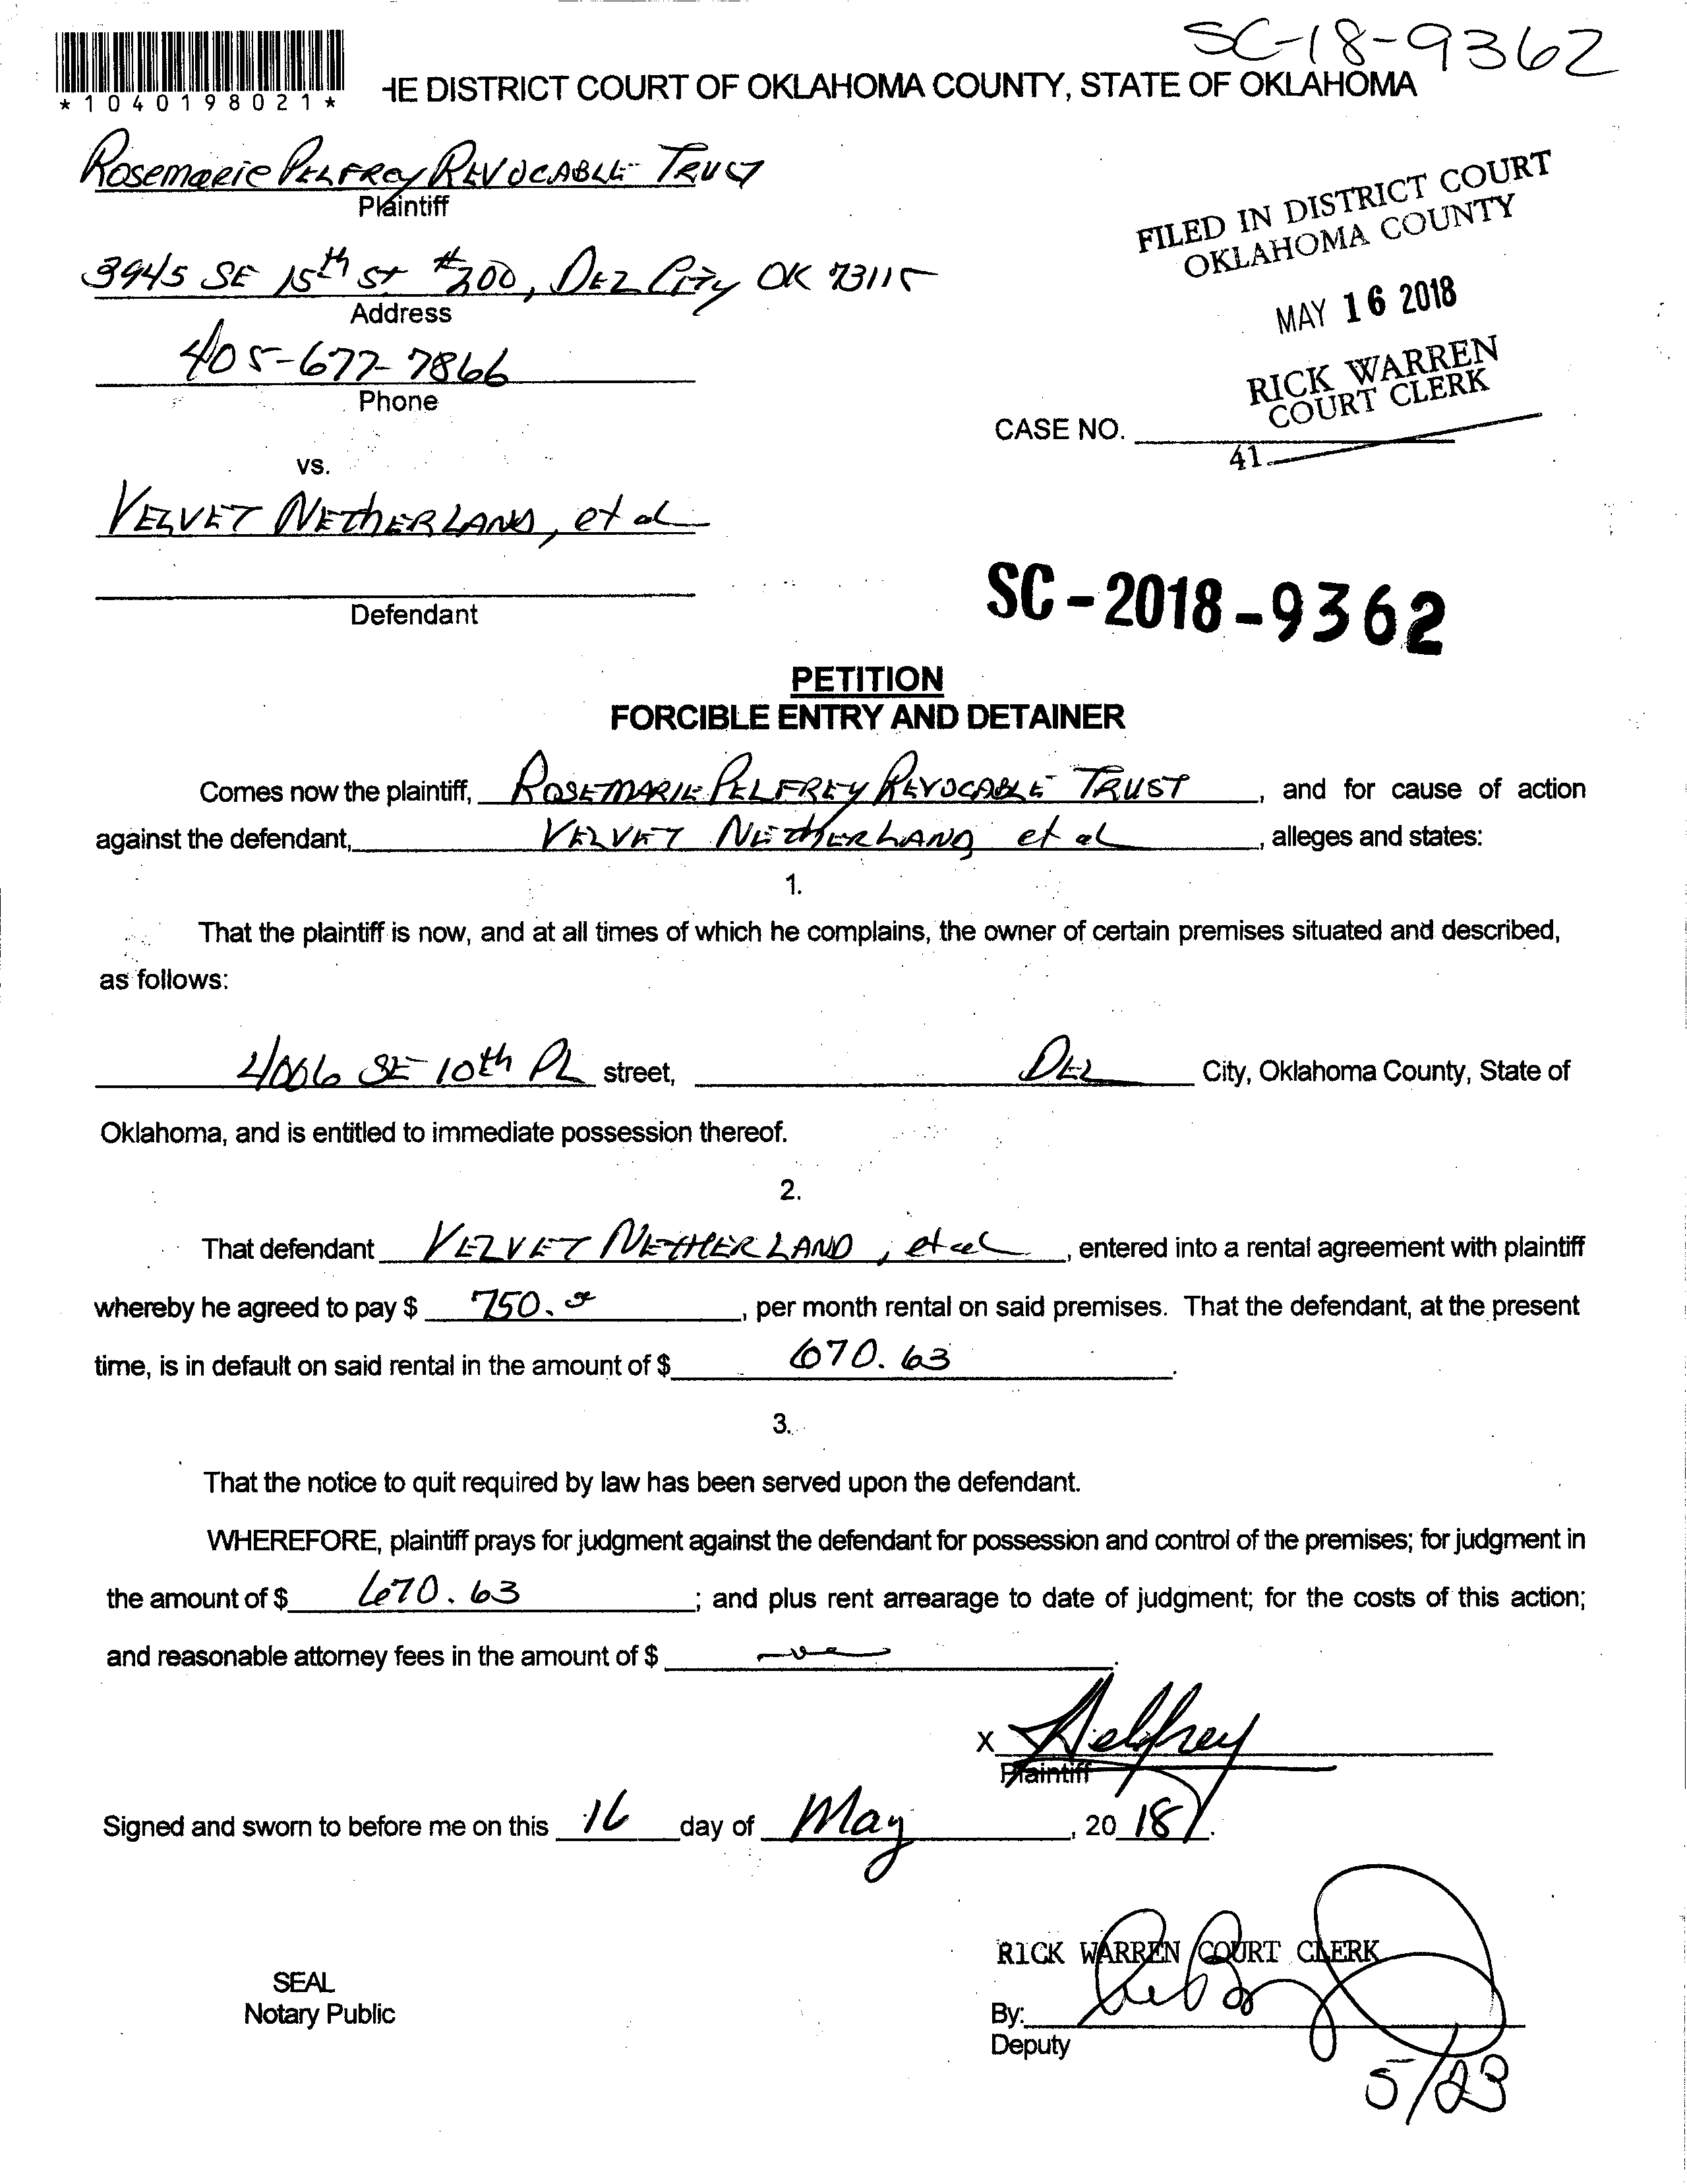 SC-18-9362
*1040198021*
HE DISTRICT COURT OF OKLAHOMA COUNTY, STATE OF OKLAHOMA
Rosemarie Pelfrey Revocable Trust
Plaintiff
3945 SE 15th St #200, Del City OK 73115
Address
405-677-7866
Phone
FILED IN DISTRICT COURT
OKLAHOMA COUNTY
MAY 16 2018
RICK WARREN
COURT CLERK
CASE NO.
41
vs.
VELVET NETHERLAND, et al
Defendant
SC-2018-9362
PETITION
FORCIBLE ENTRY AND DETAINER
Comes now the plaintiff, ROSEMARIE PELFREY REVOCABLE TRUST, and for cause of action
against the defendant, VELVET NETHERLAND et al, alleges and states:
1.
That the plaintiff is now, and at all times of which he complains, the owner of certain premises situated and described,
as follows:
4006 SE 10th PL street, DEL City, Oklahoma County, State of
Oklahoma, and is entitled to immediate possession thereof.
2.
That defendant VELVET NETHERLAND, et al, entered into a rental agreement with plaintiff
whereby he agreed to pay $ 750. , per month rental on said premises. That the defendant, at the present
time, is in default on said rental in the amount of $ 670.63.
3.
That the notice to quit required by law has been served upon the defendant.
WHEREFORE, plaintiff prays for judgment against the defendant for possession and control of the premises; for judgment in
the amount of $ 670.63; and plus rent arrearage to date of judgment; for the costs of this action;
and reasonable attorney fees in the amount of $ .
X Pelfrey
Plaintiff
Signed and sworn to before me on this 16 day of May, 2018.
RICK WARREN COURT CLERK
SEAL
Notary Public
By:
Deputy
5/23